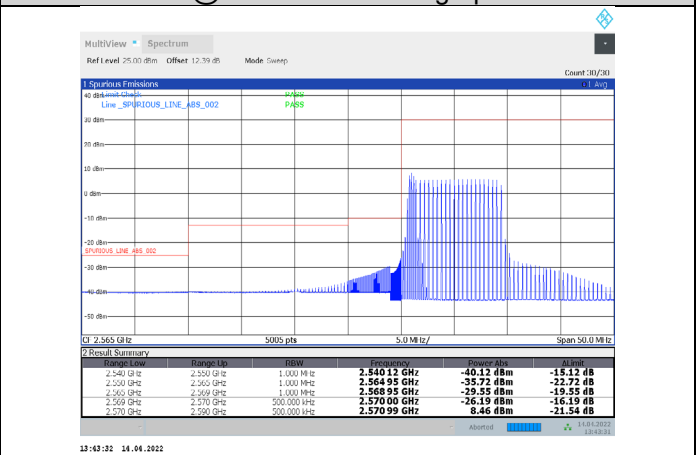 MultiView Spectrum
Ref Level 25.00 dBm Offset 12.39 dB Mode Sweep
Count 30/30
1 Spurious Emissions 1 Avg
40 dBm Limit Check PASS
Line _SPURIOUS_LINE_ABS_002 PASS
30 dBm
20 dBm
10 dBm
0 dBm
-10 dBm
-20 dBm
SPURIOUS_LINE_ABS_002
-30 dBm
-40 dBm
-50 dBm
CF 2.565 GHz 5005 pts 5.0 MHz/ Span 50.0 MHz
2 Result Summary
Range Low Range Up RBW Frequency Power Abs ΔLimit
2.540 GHz 2.550 GHz 1.000 MHz 2.540 12 GHz -40.12 dBm -15.12 dB
2.550 GHz 2.565 GHz 1.000 MHz 2.564 95 GHz -35.72 dBm -22.72 dB
2.565 GHz 2.569 GHz 1.000 MHz 2.568 95 GHz -29.55 dBm -19.55 dB
2.569 GHz 2.570 GHz 500.000 kHz 2.570 00 GHz -26.19 dBm -16.19 dB
2.570 GHz 2.590 GHz 500.000 kHz 2.570 99 GHz 8.46 dBm -21.54 dB
Aborted 14.04.2022
13:43:31
13:43:32 14.04.2022